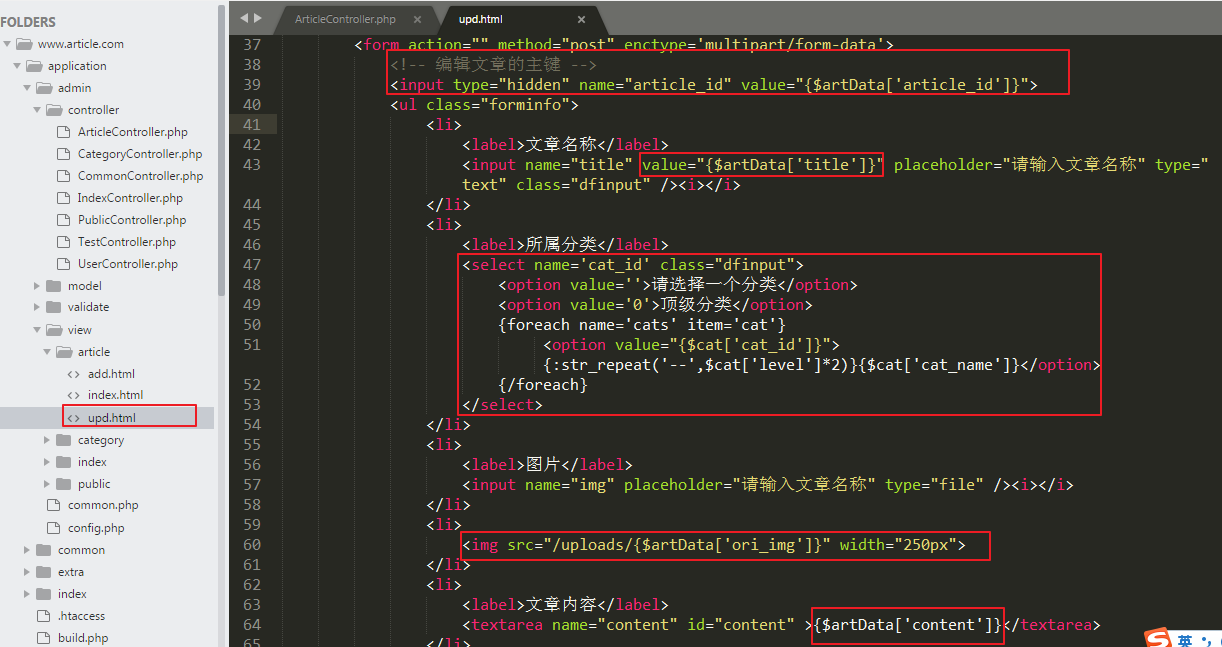 FOLDERS
www.article.com
application
admin
controller
ArticleController.php
CategoryController.php
CommonController.php
IndexController.php
PublicController.php
TestController.php
UserController.php
model
validate
view
article
<> add.html
<> index.html
<> upd.html
category
index
public
common.php
config.php
common
extra
index
.htaccess
build.php
ArticleController.php ×
upd.html ×
37 <form action="" method="post" enctype='multipart/form-data'>
38 <!-- 编辑文章的主键 -->
39 <input type="hidden" name="article_id" value="{$artData['article_id']}">
40 <ul class="forminfo">
41 <li>
42 <label>文章名称</label>
43 <input name="title" value="{$artData['title']}" placeholder="请输入文章名称" type="
text" class="dfinput" /><i></i>
44 </li>
45 <li>
46 <label>所属分类</label>
47 <select name='cat_id' class="dfinput">
48 <option value=''>请选择一个分类</option>
49 <option value='0'>顶级分类</option>
50 {foreach name='cats' item='cat'}
51 <option value="{$cat['cat_id']}">
{:str_repeat('--',$cat['level']*2)}{$cat['cat_name']}</option>
52 {/foreach}
53 </select>
54 </li>
55 <li>
56 <label>图片</label>
57 <input name="img" placeholder="请输入文章名称" type="file" /><i></i>
58 </li>
59 <li>
60 <img src="/uploads/{$artData['ori_img']}" width="250px">
61 </li>
62 <li>
63 <label>文章内容</label>
64 <textarea name="content" id="content" >{$artData['content']}</textarea>
65 </li>
英